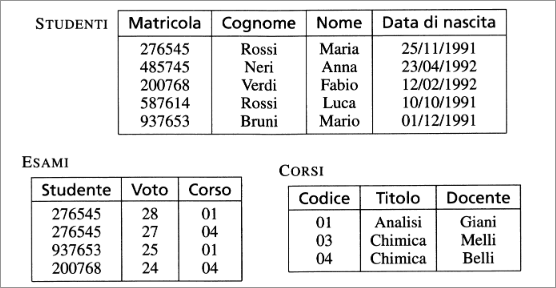 STUDENTI
Matricola Cognome Nome Data di nascita
276545 Rossi Maria 25/11/1991
485745 Neri Anna 23/04/1992
200768 Verdi Fabio 12/02/1992
587614 Rossi Luca 10/10/1991
937653 Bruni Mario 01/12/1991
ESAMI
Studente Voto Corso
276545 28 01
276545 27 04
937653 25 01
200768 24 04
CORSI
Codice Titolo Docente
01 Analisi Giani
03 Chimica Melli
04 Chimica Belli